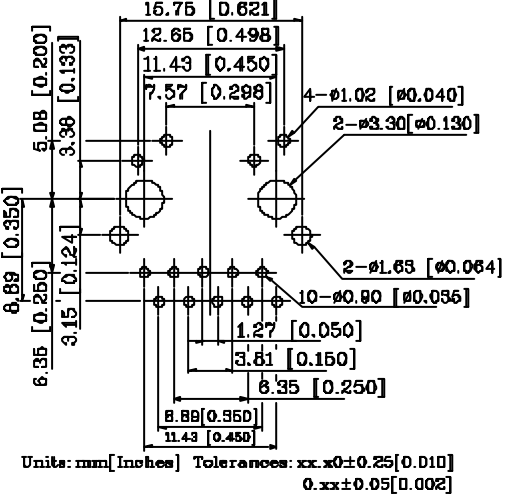 15.75 [0.621]
12.65 [0.498]
11.43 [0.450]
7.57 [0.298]
4-ø1.02 [ø0.040]
2-ø3.30[ø0.130]
5.08 [0.200]
3.38 [0.133]
8.89 [0.350]
6.35 [0.250]
3.15 [0.124]
2-ø1.63 [ø0.064]
10-ø0.90 [ø0.035]
1.27 [0.050]
3.81 [0.150]
6.35 [0.250]
8.89[0.350]
11.43 [0.450]
Units: mm[Inches] Tolerances: xx.x0±0.25[0.010]
0.xx±0.05[0.002]